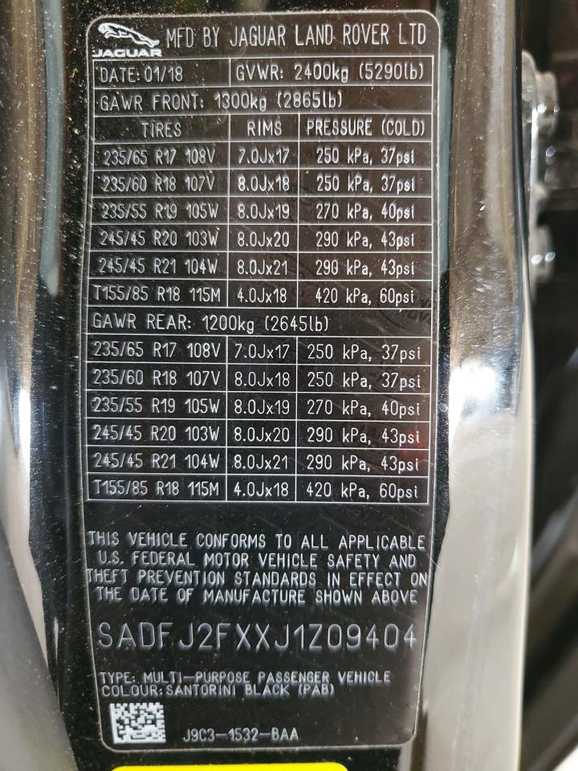 JAGUAR MFD BY JAGUAR LAND ROVER LTD
DATE: 01/18 GVWR: 2400kg (5290lb)
GAWR FRONT: 1300kg (2865lb)
TIRES RIMS PRESSURE (COLD)
235/65 R17 108V 7.0Jx17 250 kPa, 37psi
235/60 R18 107V 8.0Jx18 250 kPa, 37psi
235/55 R19 105W 8.0Jx19 270 kPa, 40psi
245/45 R20 103W 8.0Jx20 290 kPa, 43psi
245/45 R21 104W 8.0Jx21 290 kPa, 43psi
T155/85 R18 115M 4.0Jx18 420 kPa, 60psi
GAWR REAR: 1200kg (2645lb)
235/65 R17 108V 7.0Jx17 250 kPa, 37psi
235/60 R18 107V 8.0Jx18 250 kPa, 37psi
235/55 R19 105W 8.0Jx19 270 kPa, 40psi
245/45 R20 103W 8.0Jx20 290 kPa, 43psi
245/45 R21 104W 8.0Jx21 290 kPa, 43psi
T155/85 R18 115M 4.0Jx18 420 kPa, 60psi
THIS VEHICLE CONFORMS TO ALL APPLICABLE
U.S. FEDERAL MOTOR VEHICLE SAFETY AND
THEFT PREVENTION STANDARDS IN EFFECT ON
THE DATE OF MANUFACTURE SHOWN ABOVE
SADFJ2FXXJ1Z09404
TYPE: MULTI-PURPOSE PASSENGER VEHICLE
COLOUR: SANTORINI BLACK (PAB)
J9C3-1532-BAA